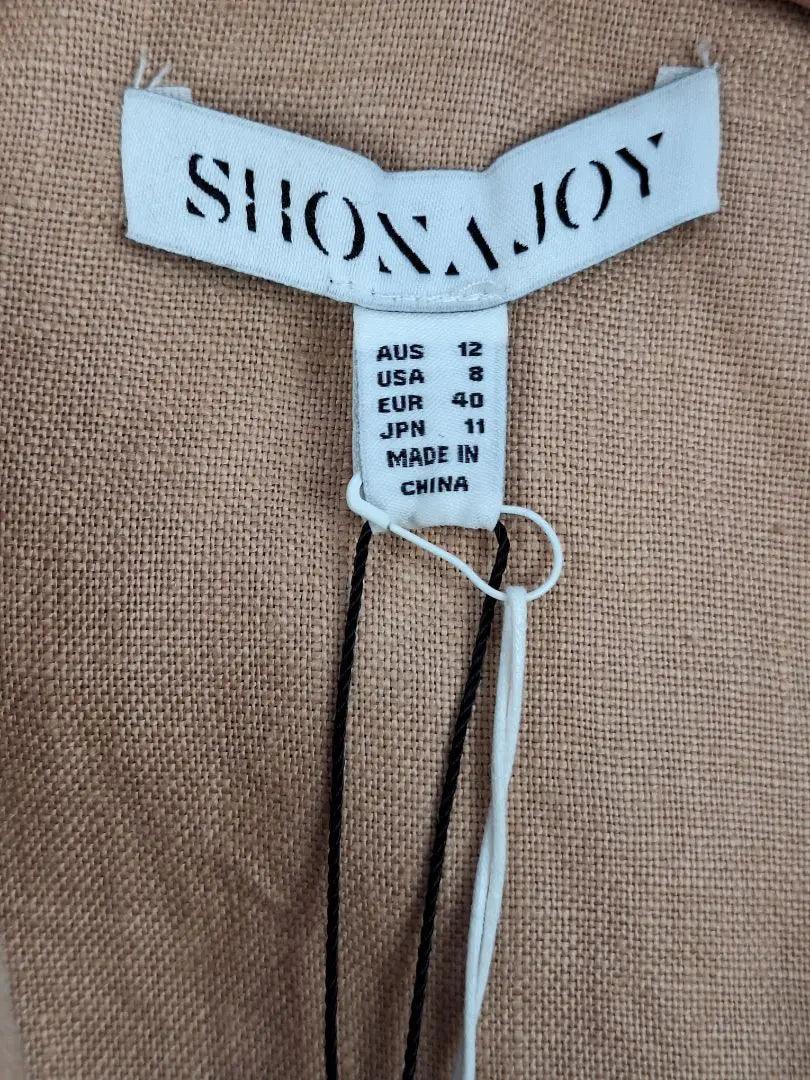 SHONA JOY
AUS 12
USA 8
EUR 40
JPN 11
MADE IN
CHINA